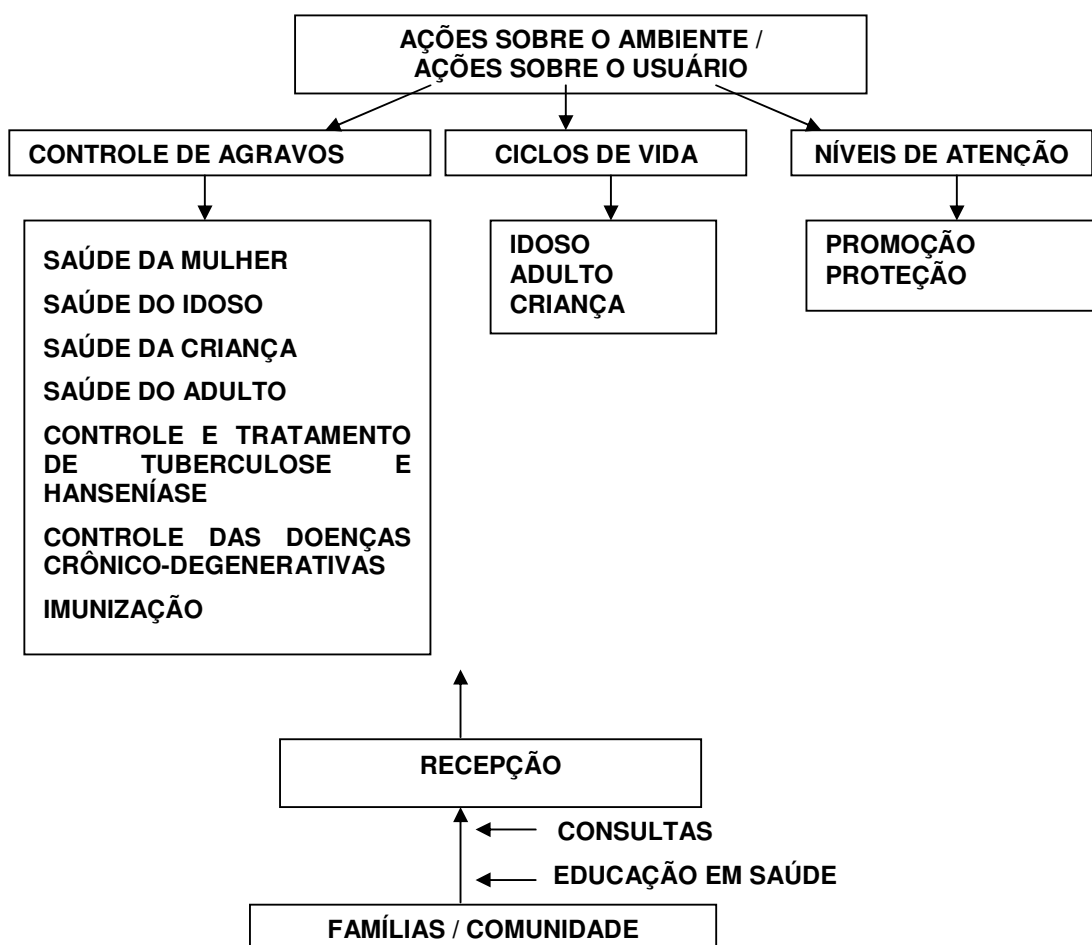 AÇÕES SOBRE O AMBIENTE /
AÇÕES SOBRE O USUÁRIO
CONTROLE DE AGRAVOS
CICLOS DE VIDA
NÍVEIS DE ATENÇÃO
SAÚDE DA MULHER
SAÚDE DO IDOSO
SAÚDE DA CRIANÇA
SAÚDE DO ADULTO
CONTROLE E TRATAMENTO
DE TUBERCULOSE E
HANSENÍASE
CONTROLE DAS DOENÇAS
CRÔNICO-DEGENERATIVAS
IMUNIZAÇÃO
IDOSO
ADULTO
CRIANÇA
PROMOÇÃO
PROTEÇÃO
RECEPÇÃO
CONSULTAS
EDUCAÇÃO EM SAÚDE
FAMÍLIAS / COMUNIDADE